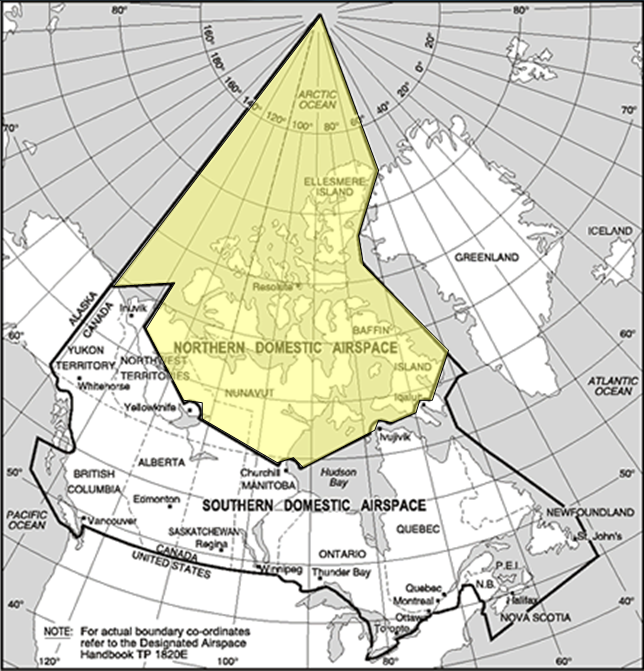 80°
80°
160°
180°
160°
140°
120°
100°
80°
60°
40°
20°
0°
20°
ARCTIC
OCEAN
70°
70°
ELLESMERE
ISLAND
ICELAND
GREENLAND
Resolute
ALASKA
CANADA
Inuvik
BAFFIN
ISLAND
60°
60°
NORTHERN DOMESTIC AIRSPACE
YUKON
TERRITORY
NORTHWEST
TERRITORIES
Whitehorse
NUNAVUT
Iqaluit
ATLANTIC
OCEAN
Yellowknife
Ivujivik
50°
50°
ALBERTA
Churchill
MANITOBA
Hudson
Bay
BRITISH
COLUMBIA
Edmonton
SOUTHERN DOMESTIC AIRSPACE
PACIFIC
OCEAN
Vancouver
NEWFOUNDLAND
St. John's
SASKATCHEWAN
Regina
QUEBEC
CANADA
UNITED STATES
ONTARIO
Winnipeg
Thunder Bay
P.E.I
N.B.
Quebec
Montreal
Halifax
Ottawa
NOVA SCOTIA
Toronto
40°
40°
NOTE: For actual boundary co-ordinates
refer to the Designated Airspace
Handbook TP 1820E
120°
100°
80°
60°